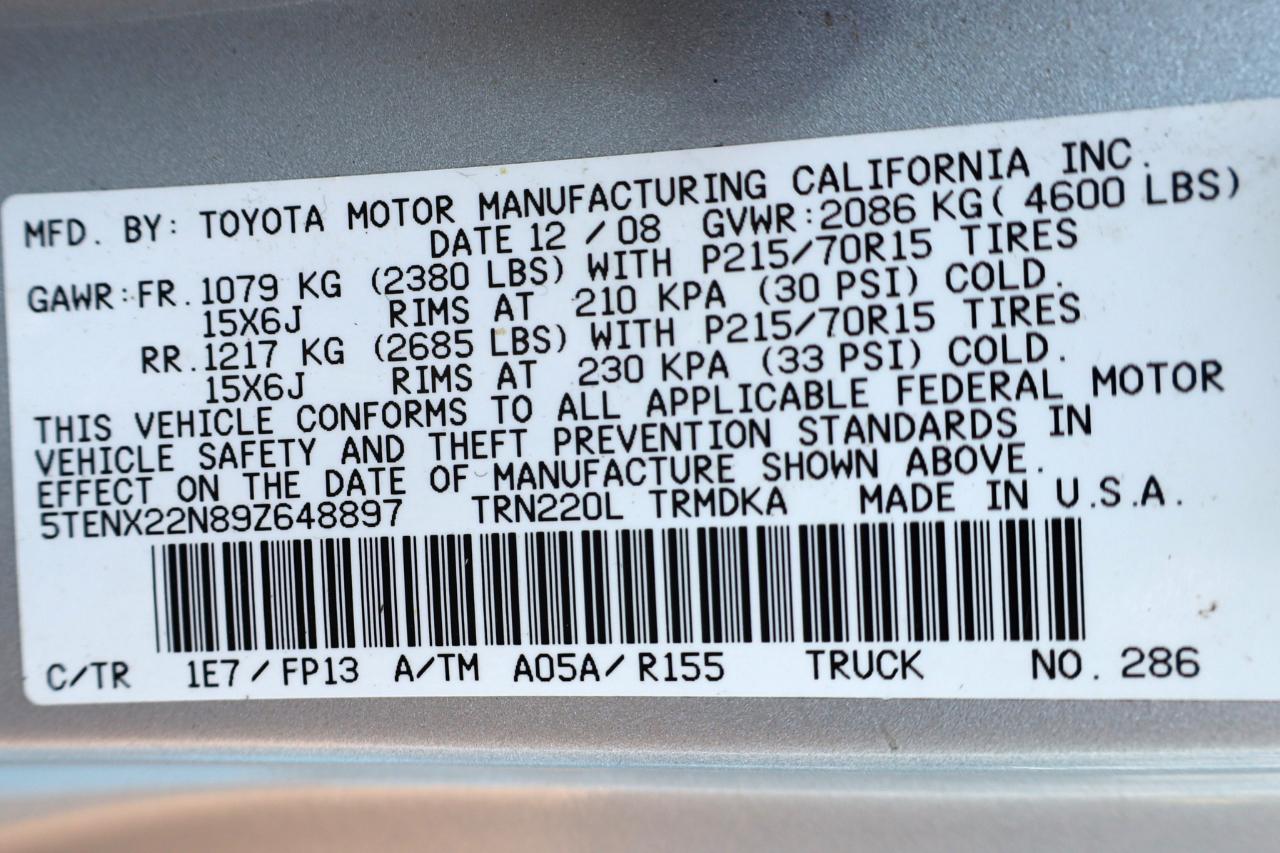 MFD. BY: TOYOTA MOTOR MANUFACTURING CALIFORNIA INC.
DATE 12 / 08 GVWR:2086 KG( 4600 LBS)
GAWR:FR. 1079 KG (2380 LBS) WITH P215/70R15 TIRES
15X6J RIMS AT 210 KPA (30 PSI) COLD.
RR. 1217 KG (2685 LBS) WITH P215/70R15 TIRES
15X6J RIMS AT 230 KPA (33 PSI) COLD.
THIS VEHICLE CONFORMS TO ALL APPLICABLE FEDERAL MOTOR
VEHICLE SAFETY AND THEFT PREVENTION STANDARDS IN
EFFECT ON THE DATE OF MANUFACTURE SHOWN ABOVE.
5TENX22N89Z648897 TRN220L TRMDKA MADE IN U.S.A.
C/TR 1E7/FP13 A/TM A05A/R155 TRUCK NO. 286